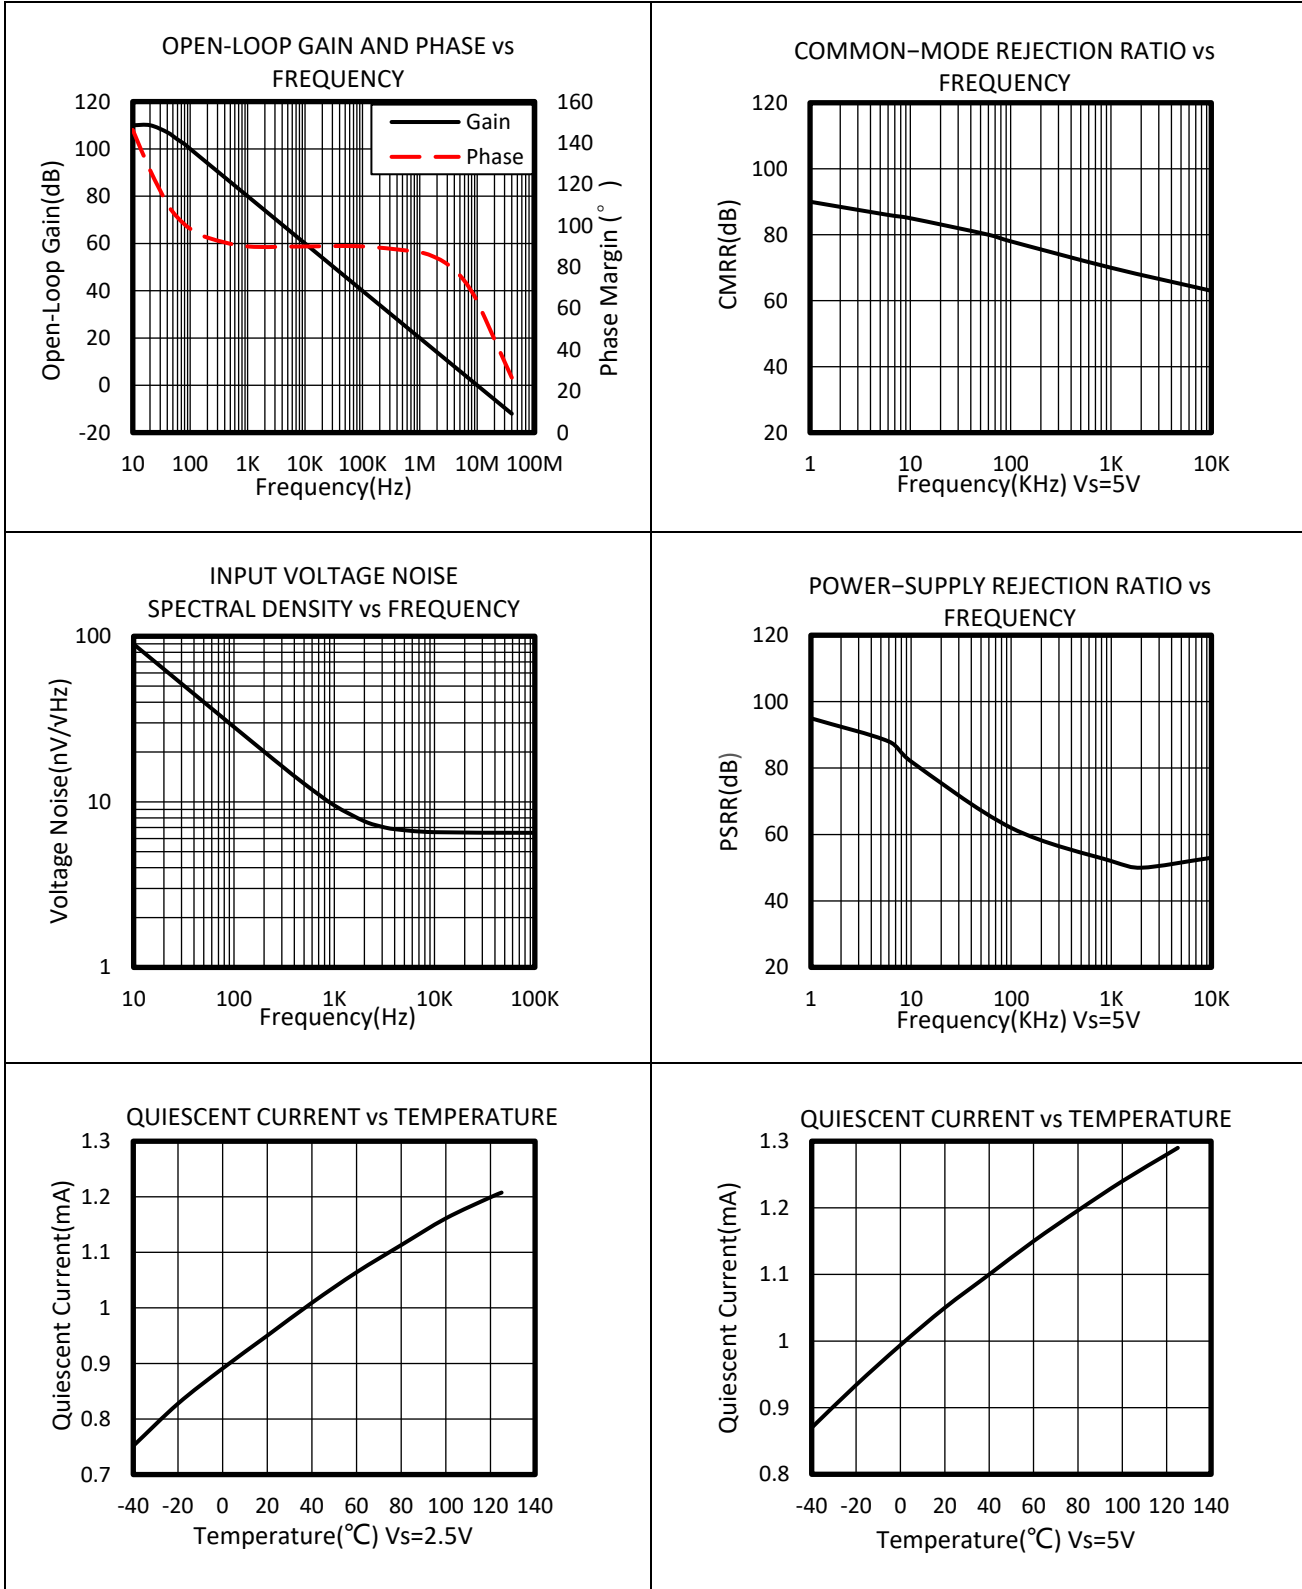 OPEN-LOOP GAIN AND PHASE vs
FREQUENCY
120
100
80
60
40
20
0
-20
Open-Loop Gain(dB)
Gain
Phase
160
140
120
100
80
60
40
20
0
Phase Margin(°)
10 100 1K 10K 100K 1M 10M 100M
Frequency(Hz)
COMMON−MODE REJECTION RATIO vs
FREQUENCY
120
100
80
60
40
20
CMRR(dB)
1 10 100 1K 10K
Frequency(KHz) Vs=5V
INPUT VOLTAGE NOISE
SPECTRAL DENSITY vs FREQUENCY
100
10
1
Voltage Noise(nV/√Hz)
10 100 1K 10K 100K
Frequency(Hz)
POWER−SUPPLY REJECTION RATIO vs
FREQUENCY
120
100
80
60
40
20
PSRR(dB)
1 10 100 1K 10K
Frequency(KHz) Vs=5V
QUIESCENT CURRENT vs TEMPERATURE
1.3
1.2
1.1
1
0.9
0.8
0.7
Quiescent Current(mA)
-40 -20 0 20 40 60 80 100 120 140
Temperature(℃) Vs=2.5V
QUIESCENT CURRENT vs TEMPERATURE
1.3
1.2
1.1
1
0.9
0.8
Quiescent Current(mA)
-40 -20 0 20 40 60 80 100 120 140
Temperature(℃) Vs=5V